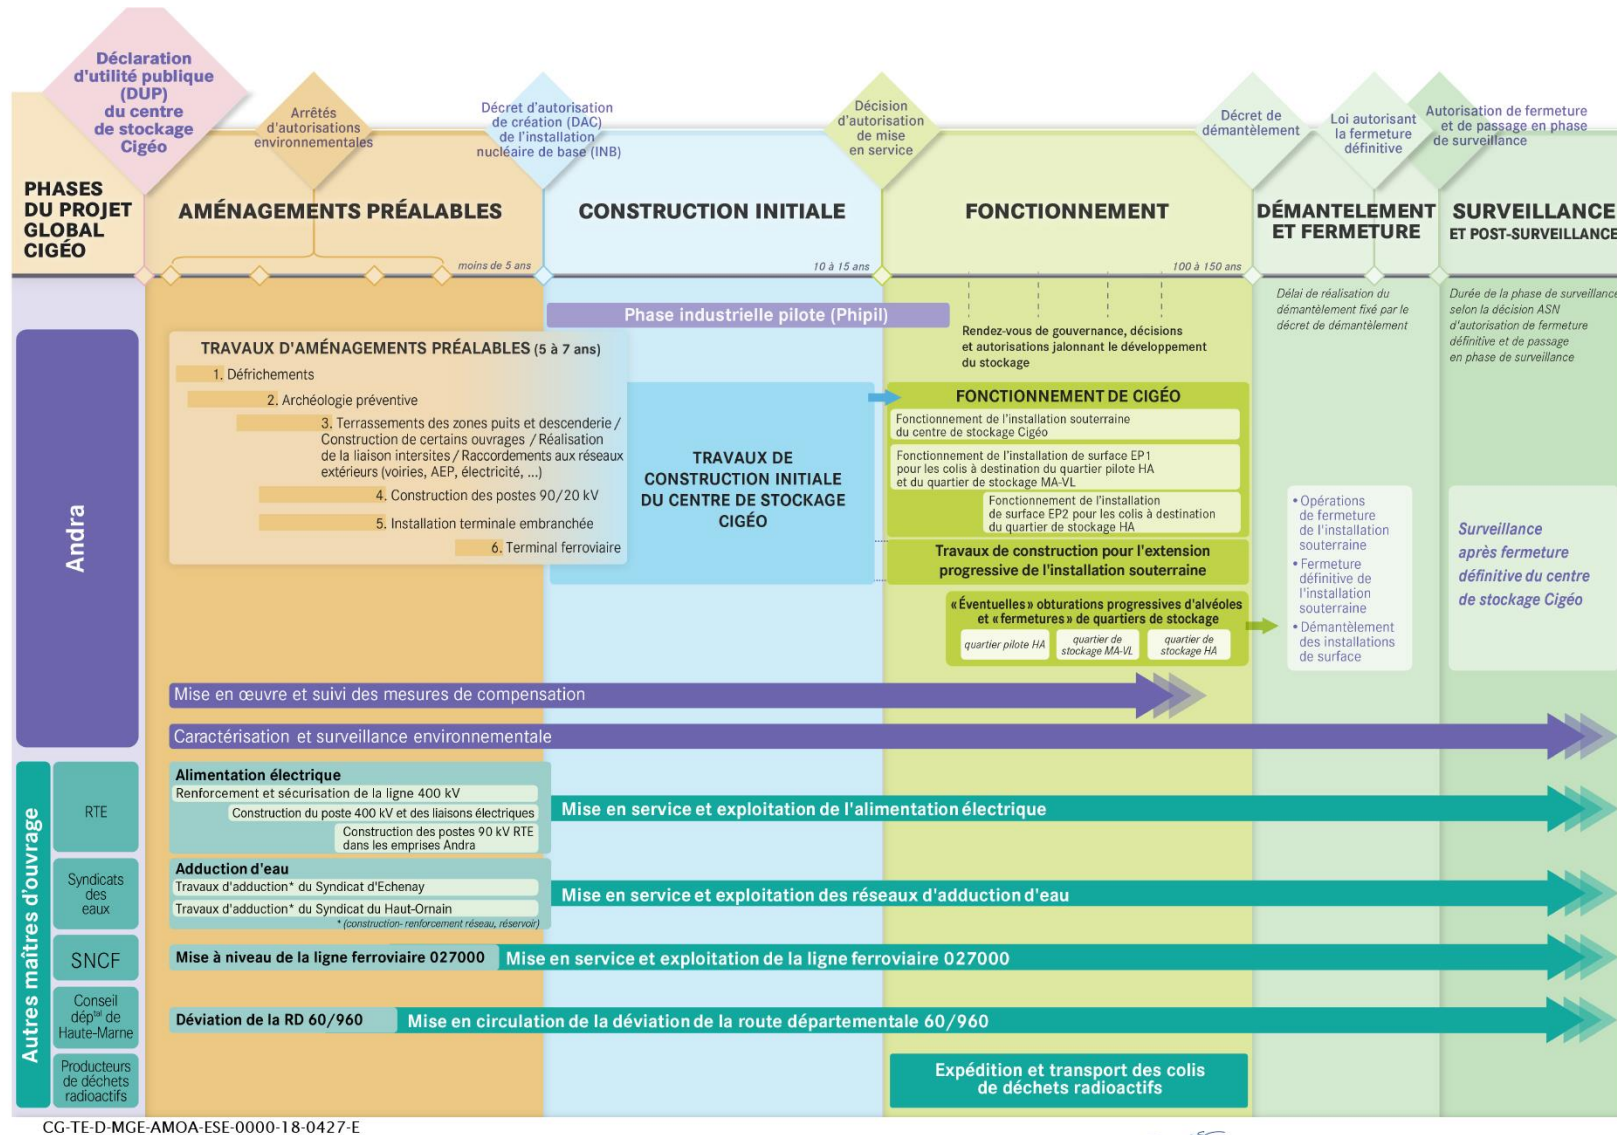 Déclaration
d'utilité publique
(DUP)
du centre
de stockage
Cigéo
Arrêtés
d'autorisations
environnementales
Décret d'autorisation
de création (DAC)
de l'installation
nucléaire de base (INB)
Décision
d'autorisation
de mise
en service
Décret de
démantèlement
Loi autorisant
la fermeture
définitive
Autorisation de fermeture
et de passage en phase
de surveillance
PHASES
DU PROJET
GLOBAL
CIGÉO
AMÉNAGEMENTS PRÉALABLES
CONSTRUCTION INITIALE
FONCTIONNEMENT
DÉMANTELEMENT
ET FERMETURE
SURVEILLANCE
ET POST-SURVEILLANCE
moins de 5 ans
10 à 15 ans
100 à 150 ans
Délai de réalisation du
démantèlement fixé par le
décret de démantèlement
Durée de la phase de surveillance
selon la décision ASN
d'autorisation de fermeture
définitive et de passage
en phase de surveillance
Andra
Phase industrielle pilote (Phipil)
Rendez-vous de gouvernance, décisions
et autorisations jalonnant le développement
du stockage
TRAVAUX D'AMÉNAGEMENTS PRÉALABLES (5 à 7 ans)
1. Défrichements
2. Archéologie préventive
3. Terrassements des zones puits et descenderie /
Construction de certains ouvrages / Réalisation
de la liaison intersites / Raccordements aux réseaux
extérieurs (voiries, AEP, électricité, ...)
4. Construction des postes 90/20 kV
5. Installation terminale embranchée
6. Terminal ferroviaire
TRAVAUX DE
CONSTRUCTION INITIALE
DU CENTRE DE STOCKAGE
CIGÉO
FONCTIONNEMENT DE CIGÉO
Fonctionnement de l'installation souterraine
du centre de stockage Cigéo
Fonctionnement de l'installation de surface EP1
pour les colis à destination du quartier pilote HA
et du quartier de stockage MA-VL
Fonctionnement de l'installation
de surface EP2 pour les colis à destination
du quartier de stockage HA
Travaux de construction pour l'extension
progressive de l'installation souterraine
«Éventuelles» obturations progressives d'alvéoles
et «fermetures» de quartiers de stockage
quartier pilote HA
quartier de
stockage MA-VL
quartier de
stockage HA
• Opérations
de fermeture
de l'installation
souterraine
• Fermeture
définitive de
l'installation
souterraine
• Démantèlement
des installations
de surface
Surveillance
après fermeture
définitive du centre
de stockage Cigéo
Mise en œuvre et suivi des mesures de compensation
Caractérisation et surveillance environnementale
Autres maîtres d'ouvrage
RTE
Alimentation électrique
Renforcement et sécurisation de la ligne 400 kV
Construction du poste 400 kV et des liaisons électriques
Construction des postes 90 kV RTE
dans les emprises Andra
Mise en service et exploitation de l'alimentation électrique
Syndicats
des
eaux
Adduction d'eau
Travaux d'adduction* du Syndicat d'Echenay
Travaux d'adduction* du Syndicat du Haut-Ornain
* (construction- renforcement réseau, réservoir)
Mise en service et exploitation des réseaux d'adduction d'eau
SNCF
Mise à niveau de la ligne ferroviaire 027000
Mise en service et exploitation de la ligne ferroviaire 027000
Conseil
dép^tal de
Haute-Marne
Déviation de la RD 60/960
Mise en circulation de la déviation de la route départementale 60/960
Producteurs
de déchets
radioactifs
Expédition et transport des colis
de déchets radioactifs
CG-TE-D-MGE-AMOA-ESE-0000-18-0427-E